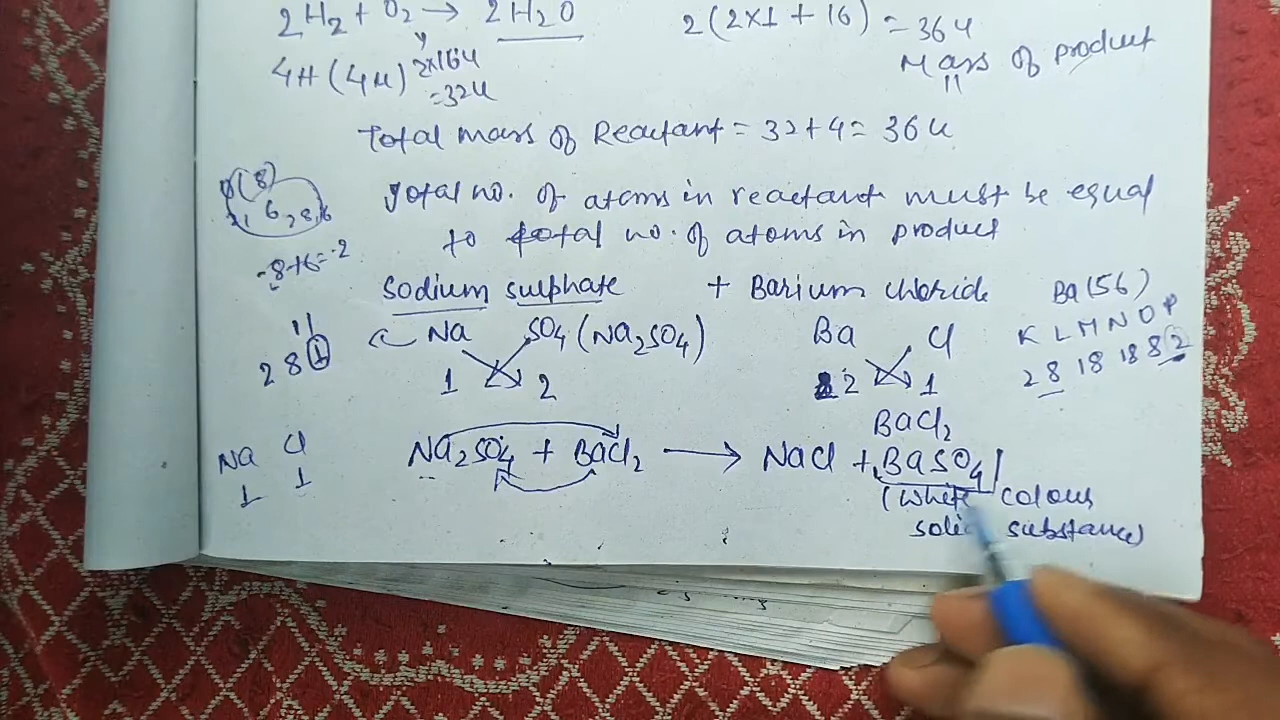 2H2 + O2 → 2H2O 2(2×1 + 16) = 36u
4H (4u) 2×16u Mass of product
= 32u
Total mass of Reactant = 32+4 = 36u
(8) Total no. of atoms in reactant must be equal
6, 8, 6 to total no. of atoms in product
-8+6=-2
Sodium sulphate + Barium chloride Ba(56)
11 Na SO4 (Na2SO4) Ba Cl K L M N O P
2 8 1 1 2 2 1 2 8 18 18 8 2
BaCl2
Na Cl Na2SO4 + BaCl2 → NaCl + BaSO4
1 1 (White colour
solid substance)